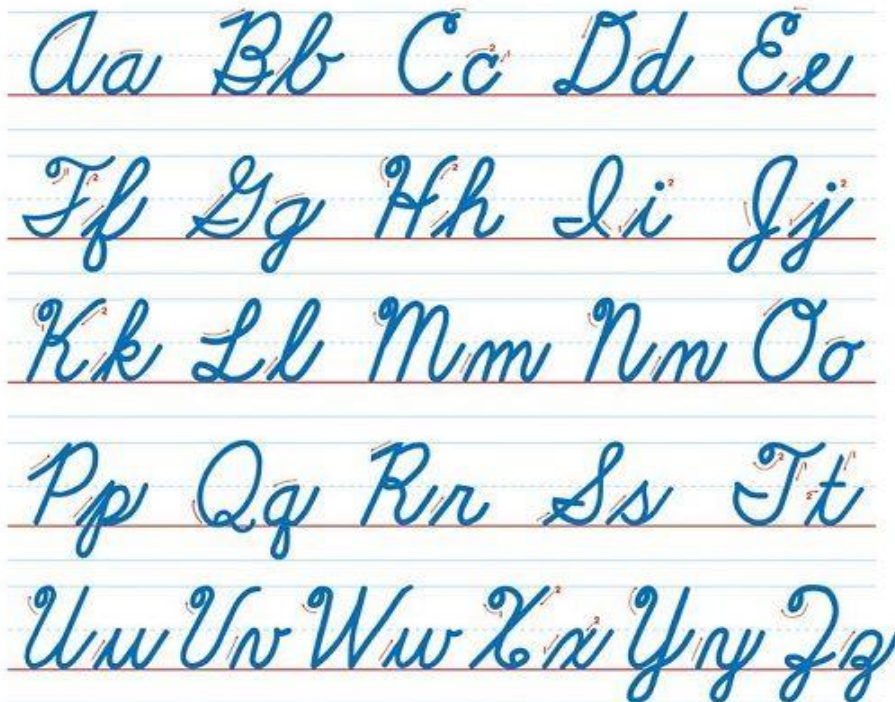 Aa Bb Cc Dd Ee
Ff Gg Hh Ii Jj
Kk Ll Mm Nn Oo
Pp Qq Rr Ss Tt
Uu Vv Ww Xx Yy Zz